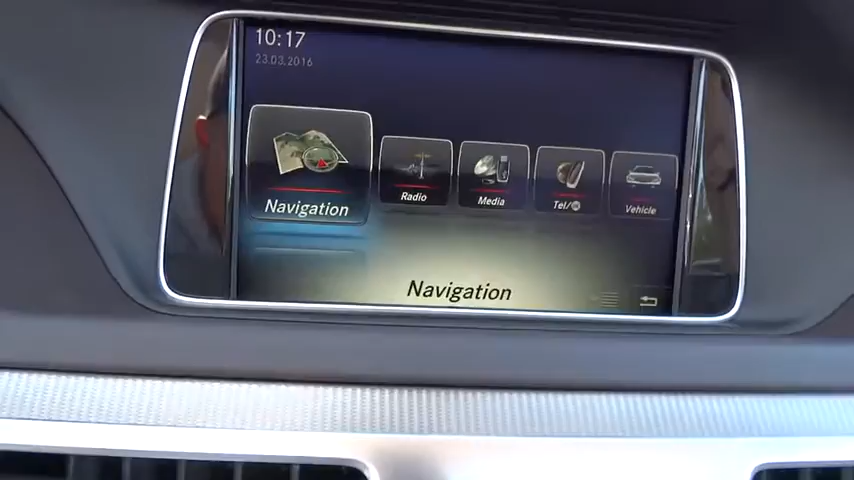 10:17
23.03.2016
Navigation
Radio
Media
Tel/
Vehicle
Navigation